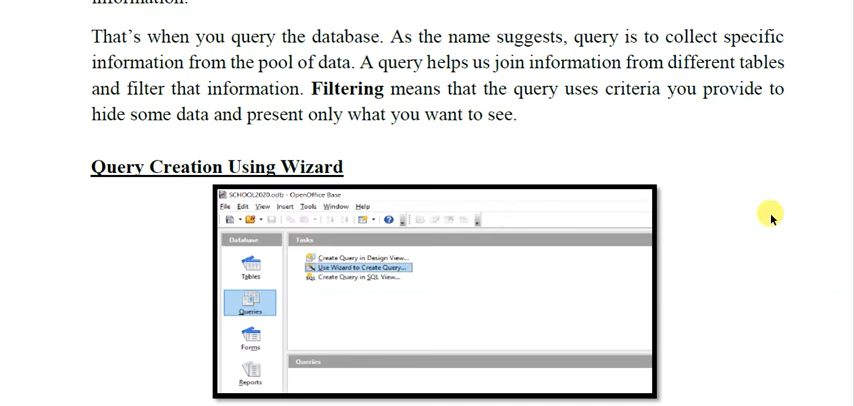 information.
That’s when you query the database. As the name suggests, query is to collect specific
information from the pool of data. A query helps us join information from different tables
and filter that information. Filtering means that the query uses criteria you provide to
hide some data and present only what you want to see.
Query Creation Using Wizard
SCHOOL2020.odb - OpenOffice Base
File Edit View Insert Tools Window Help
Database Tasks
Create Query in Design View...
Use Wizard to Create Query...
Create Query in SQL View...
Tables
Queries
Forms
Queries
Reports